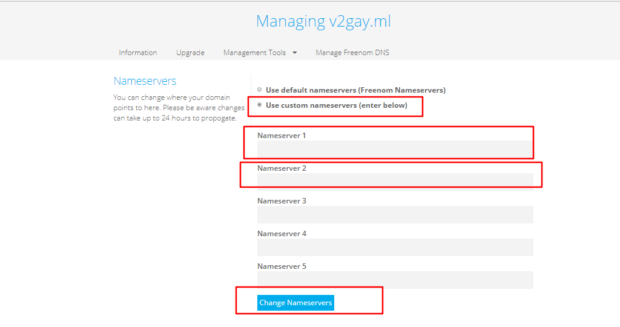 Managing v2gay.ml
Information Upgrade Management Tools Manage Freenom DNS
Nameservers
You can change where your domain
points to here. Please be aware changes
can take up to 24 hours to propogate.
Use default nameservers (Freenom Nameservers)
Use custom nameservers (enter below)
Nameserver 1
Nameserver 2
Nameserver 3
Nameserver 4
Nameserver 5
Change Nameservers